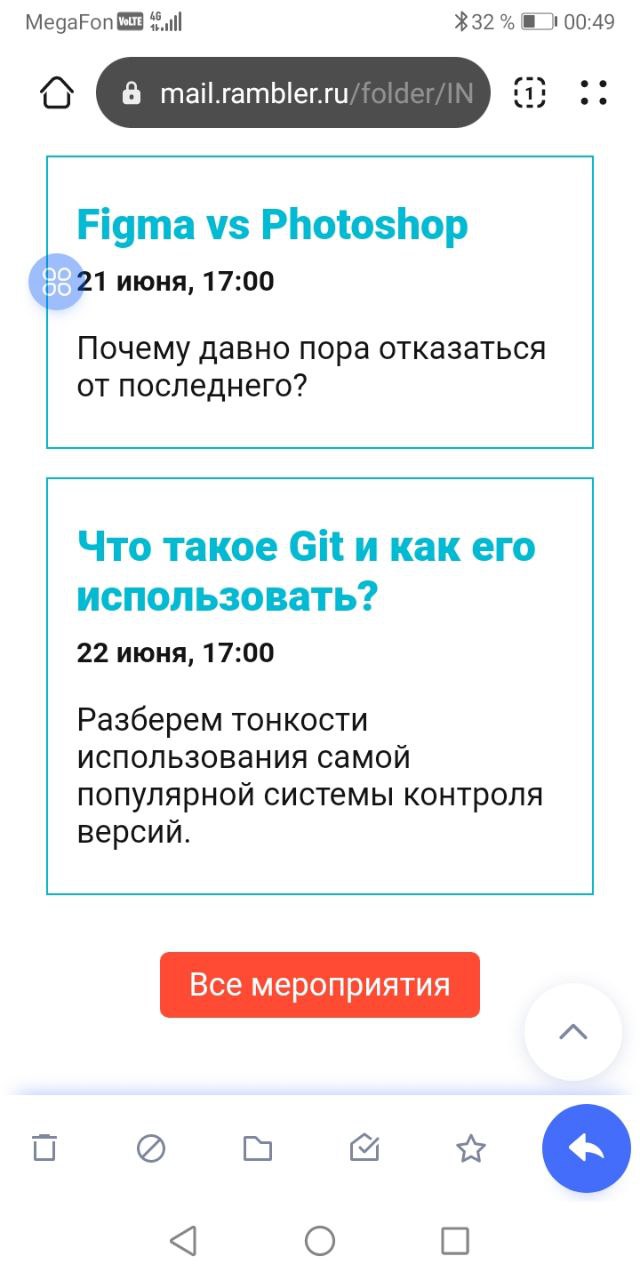 MegaFon VoLTE 4G 32 % 00:49
mail.rambler.ru/folder/IN 1
Figma vs Photoshop
21 июня, 17:00
Почему давно пора отказаться
от последнего?
Что такое Git и как его
использовать?
22 июня, 17:00
Разберем тонкости
использования самой
популярной системы контроля
версий.
Все мероприятия